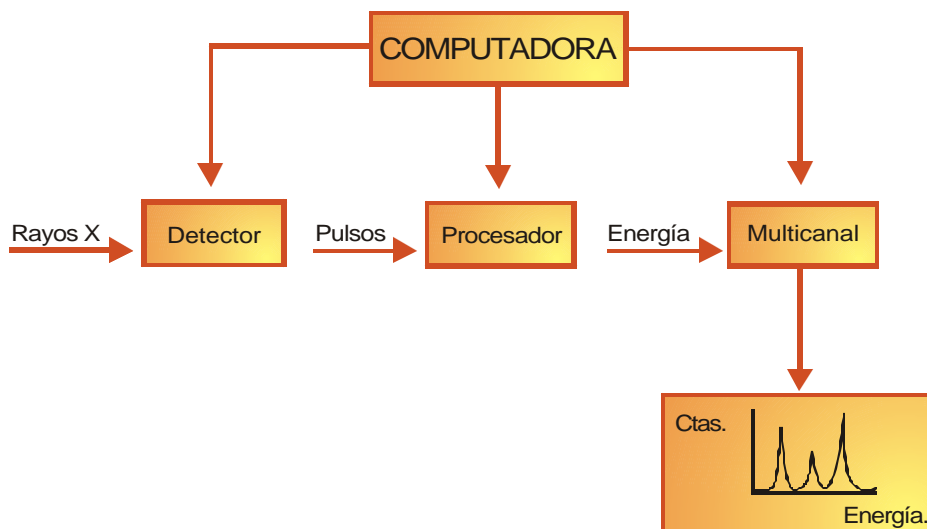 COMPUTADORA
Rayos X
Detector
Pulsos
Procesador
Energía
Multicanal
Ctas.
Energía.